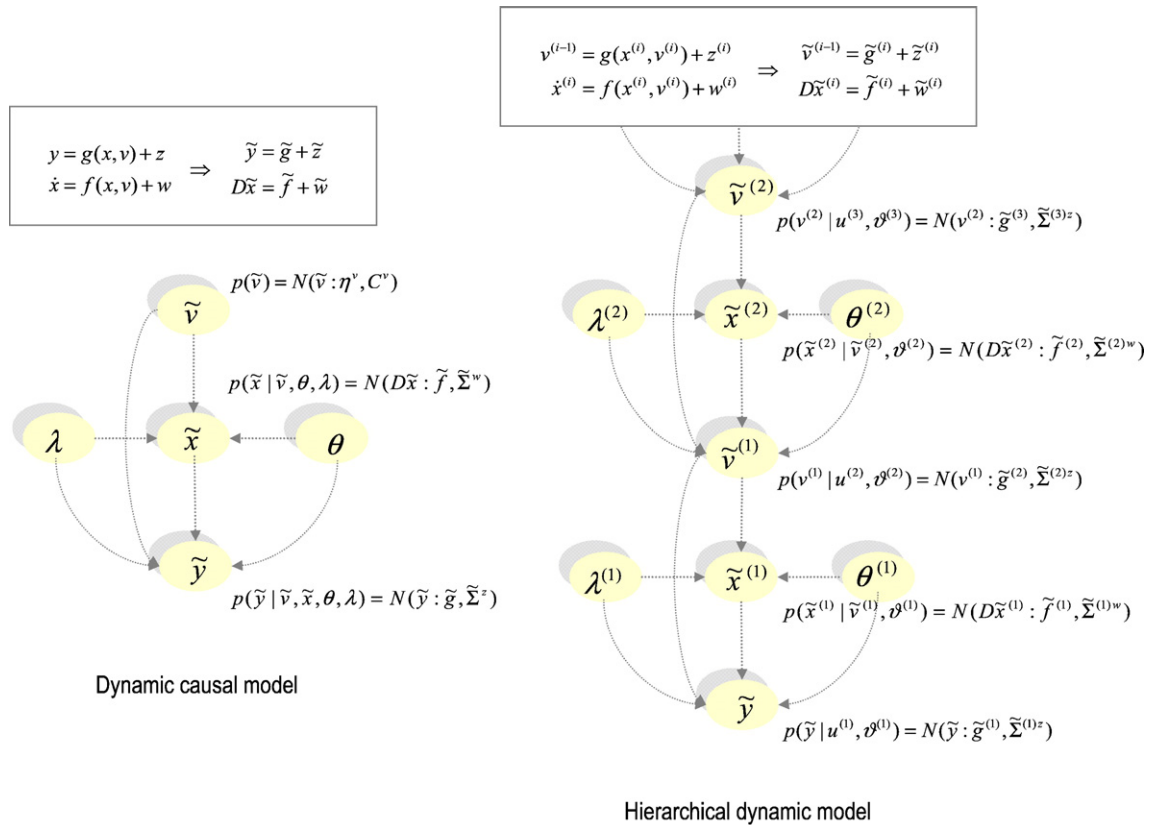 y = g(x,v) + z ⇒ ỹ = g̃ + z̃
ẋ = f(x,v) + w Dx̃ = f̃ + w̃
p(ṽ) = N(ṽ : ηᵛ, Cᵛ)
ṽ
p(x̃ | ṽ, θ, λ) = N(Dx̃ : f̃, Σ̃ʷ)
λ x̃ θ
ỹ
p(ỹ | ṽ, x̃, θ, λ) = N(ỹ : g̃, Σ̃ᶻ)
Dynamic causal model
v⁽ⁱ⁻¹⁾ = g(x⁽ⁱ⁾, v⁽ⁱ⁾) + z⁽ⁱ⁾ ⇒ ṽ⁽ⁱ⁻¹⁾ = g̃⁽ⁱ⁾ + z̃⁽ⁱ⁾
ẋ⁽ⁱ⁾ = f(x⁽ⁱ⁾, v⁽ⁱ⁾) + w⁽ⁱ⁾ Dx̃⁽ⁱ⁾ = f̃⁽ⁱ⁾ + w̃⁽ⁱ⁾
ṽ⁽²⁾
p(v⁽²⁾ | u⁽³⁾, ϑ⁽³⁾) = N(v⁽²⁾ : g̃⁽³⁾, Σ̃⁽³⁾ᶻ)
λ⁽²⁾ x̃⁽²⁾ θ⁽²⁾
p(x̃⁽²⁾ | ṽ⁽²⁾, ϑ⁽²⁾) = N(Dx̃⁽²⁾ : f̃⁽²⁾, Σ̃⁽²⁾ʷ)
ṽ⁽¹⁾
p(v⁽¹⁾ | u⁽²⁾, ϑ⁽²⁾) = N(v⁽¹⁾ : g̃⁽²⁾, Σ̃⁽²⁾ᶻ)
λ⁽¹⁾ x̃⁽¹⁾ θ⁽¹⁾
p(x̃⁽¹⁾ | ṽ⁽¹⁾, ϑ⁽¹⁾) = N(Dx̃⁽¹⁾ : f̃⁽¹⁾, Σ̃⁽¹⁾ʷ)
ỹ
p(ỹ | u⁽¹⁾, ϑ⁽¹⁾) = N(ỹ : g̃⁽¹⁾, Σ̃⁽¹⁾ᶻ)
Hierarchical dynamic model